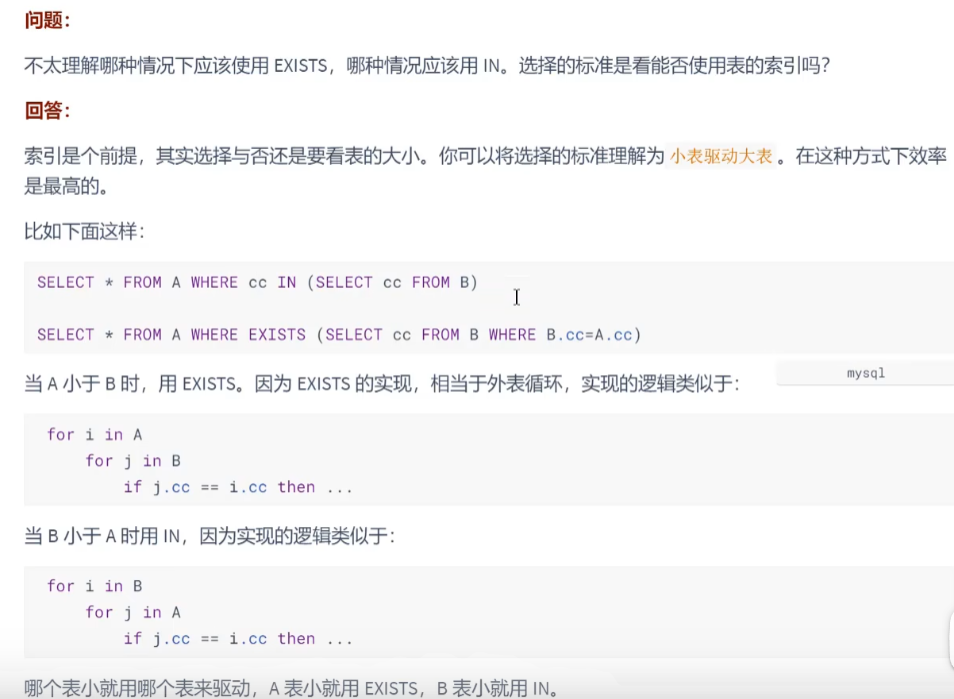 问题：
不太理解哪种情况下应该使用 EXISTS，哪种情况应该用 IN。选择的标准是看能否使用表的索引吗？
回答：
索引是个前提，其实选择与否还是要看表的大小。你可以将选择的标准理解为 小表驱动大表 。在这种方式下效率
是最高的。
比如下面这样：
SELECT * FROM A WHERE cc IN (SELECT cc FROM B)
SELECT * FROM A WHERE EXISTS (SELECT cc FROM B WHERE B.cc=A.cc)
当 A 小于 B 时，用 EXISTS。因为 EXISTS 的实现，相当于外表循环，实现的逻辑类似于：
mysql
for i in A
    for j in B
        if j.cc == i.cc then ...
当 B 小于 A 时用 IN，因为实现的逻辑类似于：
for i in B
    for j in A
        if j.cc == i.cc then ...
哪个表小就用哪个表来驱动，A 表小就用 EXISTS，B 表小就用 IN。